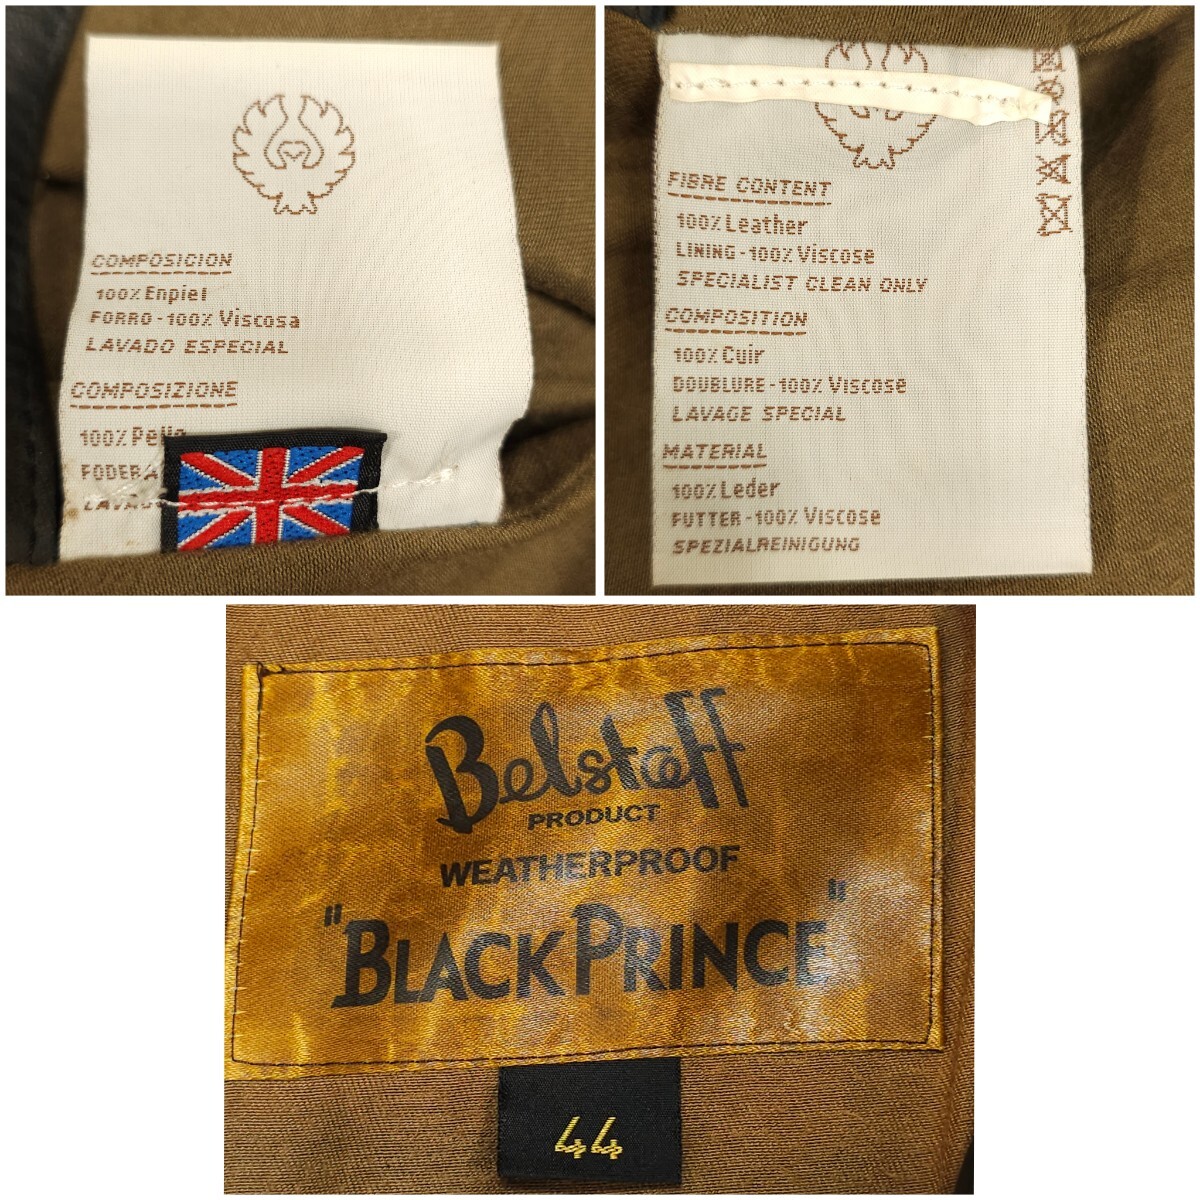 COMPOSICION
100% Enpiel
FORRO - 100% Viscosa
LAVADO ESPECIAL
COMPOSIZIONE
100% Pelle
FODERA
FIBRE CONTENT
100% Leather
LINING - 100% Viscose
SPECIALIST CLEAN ONLY
COMPOSITION
100% Cuir
DOUBLURE - 100% Viscose
LAVAGE SPECIAL
MATERIAL
100% Leder
FUTTER - 100% Viscose
SPEZIALREINIGUNG
Belstaff
PRODUCT
WEATHERPROOF
"BLACK PRINCE"
44